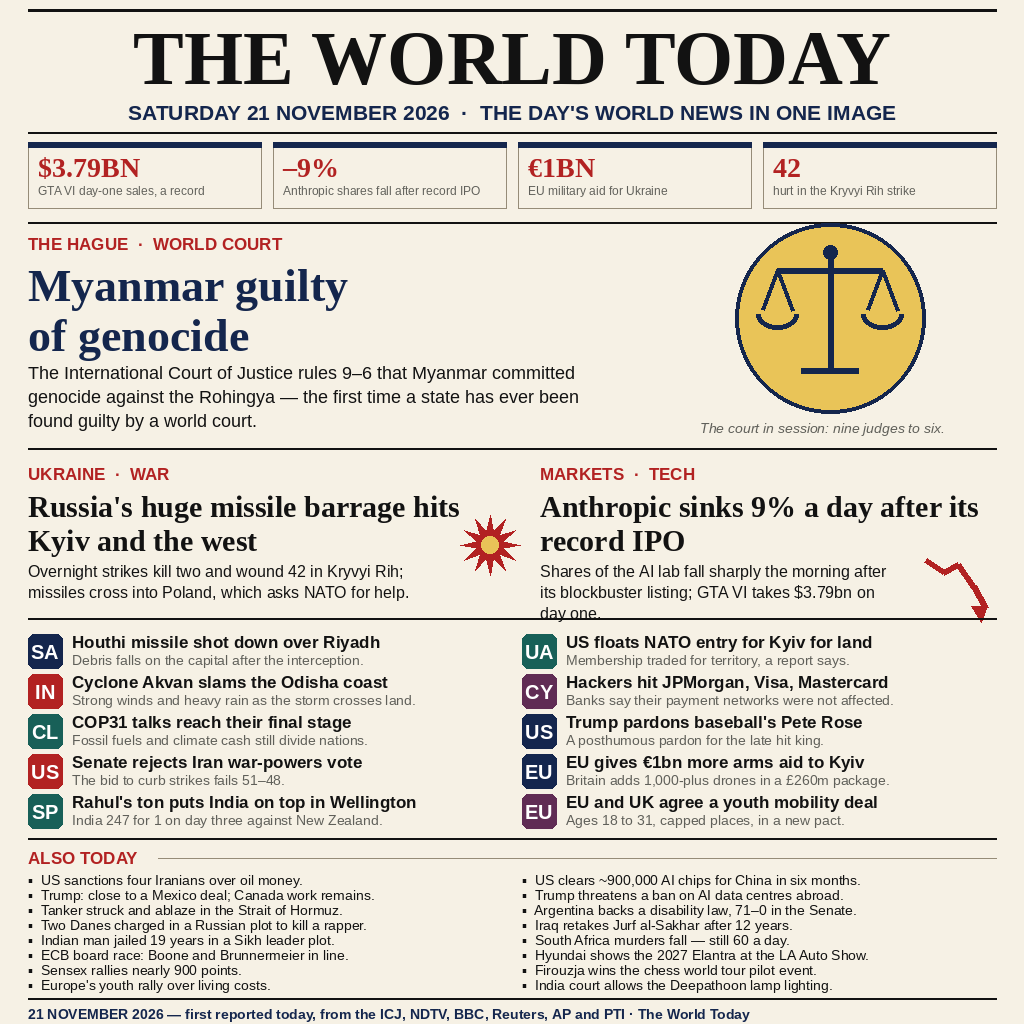 THE WORLD TODAY
SATURDAY 21 NOVEMBER 2026 · THE DAY'S WORLD NEWS IN ONE IMAGE
$3.79BN
GTA VI day-one sales, a record
–9%
Anthropic shares fall after record IPO
€1BN
EU military aid for Ukraine
42
hurt in the Kryvyi Rih strike
THE HAGUE · WORLD COURT
Myanmar guilty
of genocide
The International Court of Justice rules 9–6 that Myanmar committed
genocide against the Rohingya — the first time a state has ever been
found guilty by a world court.
The court in session: nine judges to six.
UKRAINE · WAR
Russia's huge missile barrage hits
Kyiv and the west
Overnight strikes kill two and wound 42 in Kryvyi Rih;
missiles cross into Poland, which asks NATO for help.
MARKETS · TECH
Anthropic sinks 9% a day after its
record IPO
Shares of the AI lab fall sharply the morning after
its blockbuster listing; GTA VI takes $3.79bn on
day one.
SA
Houthi missile shot down over Riyadh
Debris falls on the capital after the interception.
IN
Cyclone Akvan slams the Odisha coast
Strong winds and heavy rain as the storm crosses land.
CL
COP31 talks reach their final stage
Fossil fuels and climate cash still divide nations.
US
Senate rejects Iran war-powers vote
The bid to curb strikes fails 51–48.
SP
Rahul's ton puts India on top in Wellington
India 247 for 1 on day three against New Zealand.
UA
US floats NATO entry for Kyiv for land
Membership traded for territory, a report says.
CY
Hackers hit JPMorgan, Visa, Mastercard
Banks say their payment networks were not affected.
US
Trump pardons baseball's Pete Rose
A posthumous pardon for the late hit king.
EU
EU gives €1bn more arms aid to Kyiv
Britain adds 1,000-plus drones in a £260m package.
EU
EU and UK agree a youth mobility deal
Ages 18 to 31, capped places, in a new pact.
ALSO TODAY
▪ US sanctions four Iranians over oil money.
▪ Trump: close to a Mexico deal; Canada work remains.
▪ Tanker struck and ablaze in the Strait of Hormuz.
▪ Two Danes charged in a Russian plot to kill a rapper.
▪ Indian man jailed 19 years in a Sikh leader plot.
▪ ECB board race: Boone and Brunnermeier in line.
▪ Sensex rallies nearly 900 points.
▪ Europe's youth rally over living costs.
▪ US clears ~900,000 AI chips for China in six months.
▪ Trump threatens a ban on AI data centres abroad.
▪ Argentina backs a disability law, 71–0 in the Senate.
▪ Iraq retakes Jurf al-Sakhar after 12 years.
▪ South Africa murders fall — still 60 a day.
▪ Hyundai shows the 2027 Elantra at the LA Auto Show.
▪ Firouzja wins the chess world tour pilot event.
▪ India court allows the Deepathoon lamp lighting.
21 NOVEMBER 2026 — first reported today, from the ICJ, NDTV, BBC, Reuters, AP and PTI · The World Today